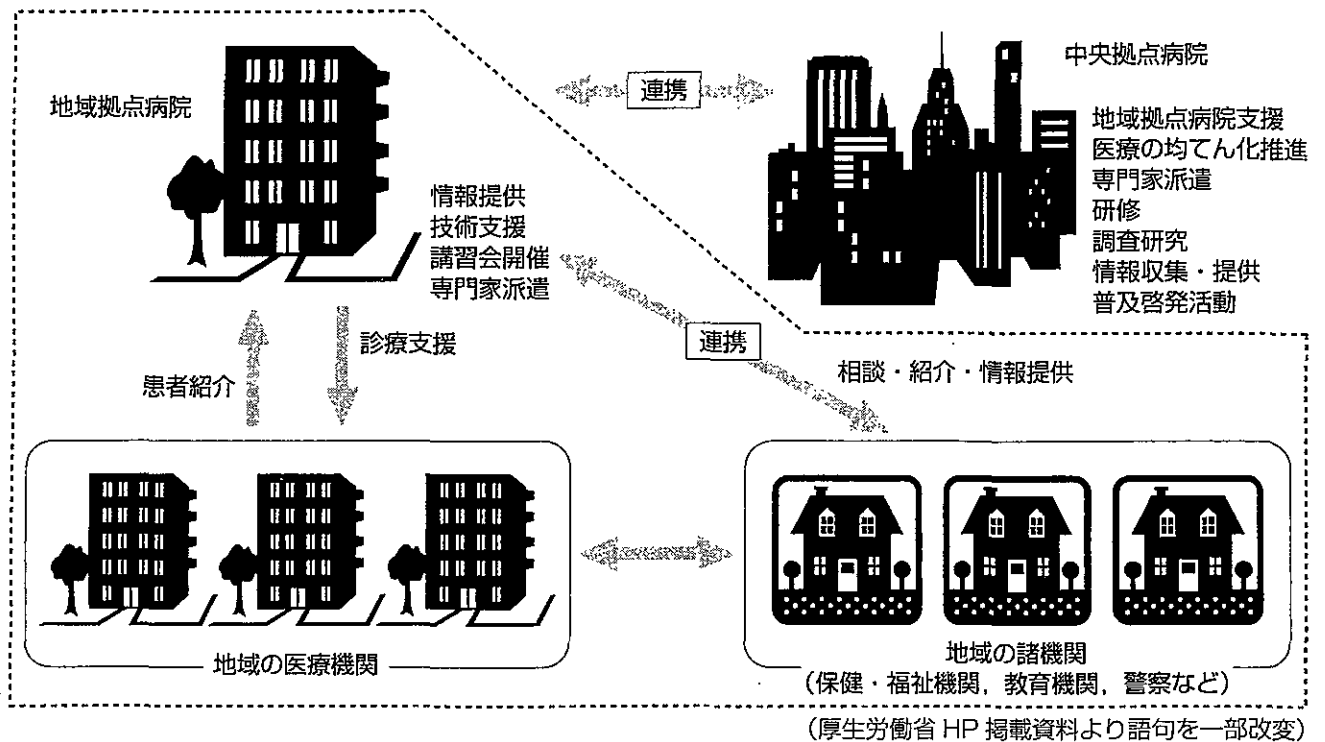 地域拠点病院
連携
中央拠点病院
地域拠点病院支援
医療の均てん化推進
専門家派遣
研修
調査研究
情報収集・提供
普及啓発活動
情報提供
技術支援
講習会開催
専門家派遣
連携
診療支援
患者紹介
相談・紹介・情報提供
地域の医療機関
地域の諸機関
(保健・福祉機関,教育機関,警察など)
(厚生労働省 HP 掲載資料より語句を一部改変)